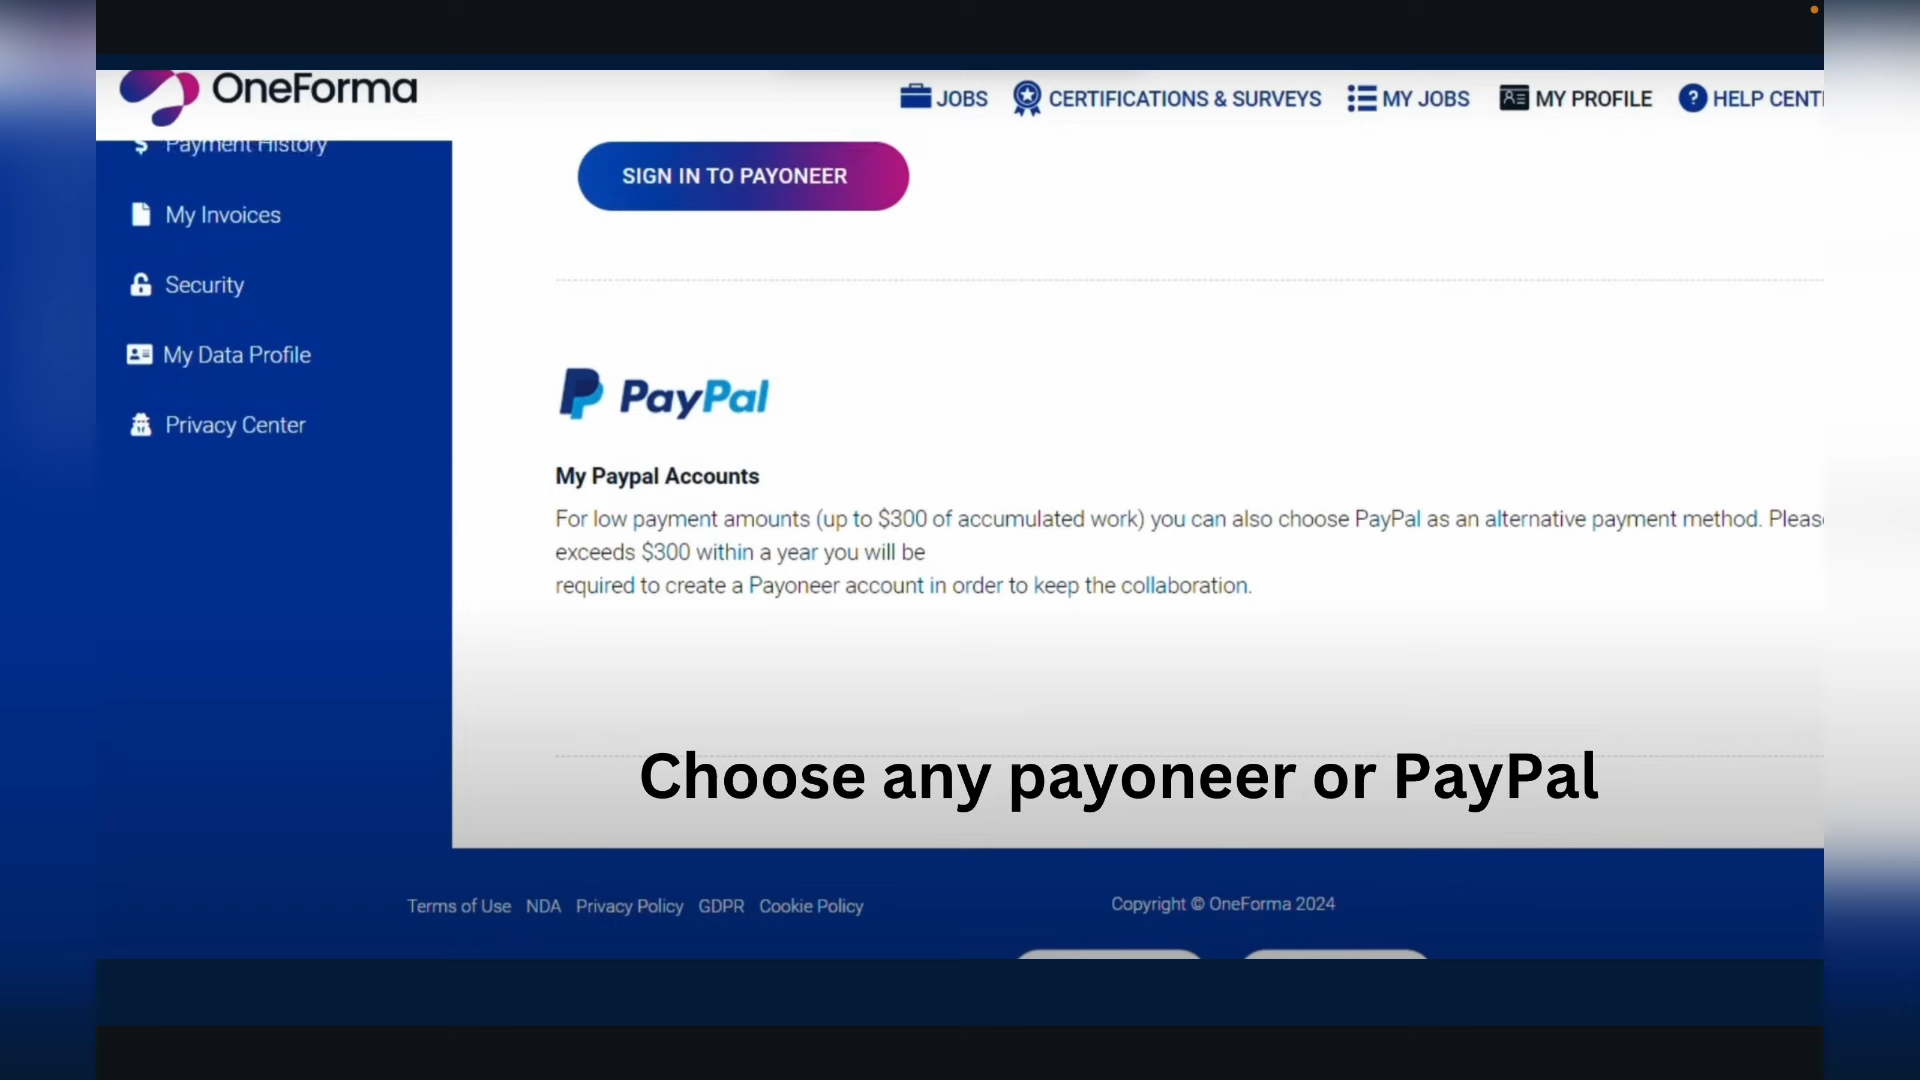 OneForma
JOBS
CERTIFICATIONS & SURVEYS
MY JOBS
MY PROFILE
? HELP CENT
$ Payment History
My Invoices
Security
My Data Profile
Privacy Center
SIGN IN TO PAYONEER
PayPal
My Paypal Accounts
For low payment amounts (up to $300 of accumulated work) you can also choose PayPal as an alternative payment method. Pleas
exceeds $300 within a year you will be
required to create a Payoneer account in order to keep the collaboration.
Choose any payoneer or PayPal
Terms of Use NDA Privacy Policy GDPR Cookie Policy
Copyright © OneForma 2024